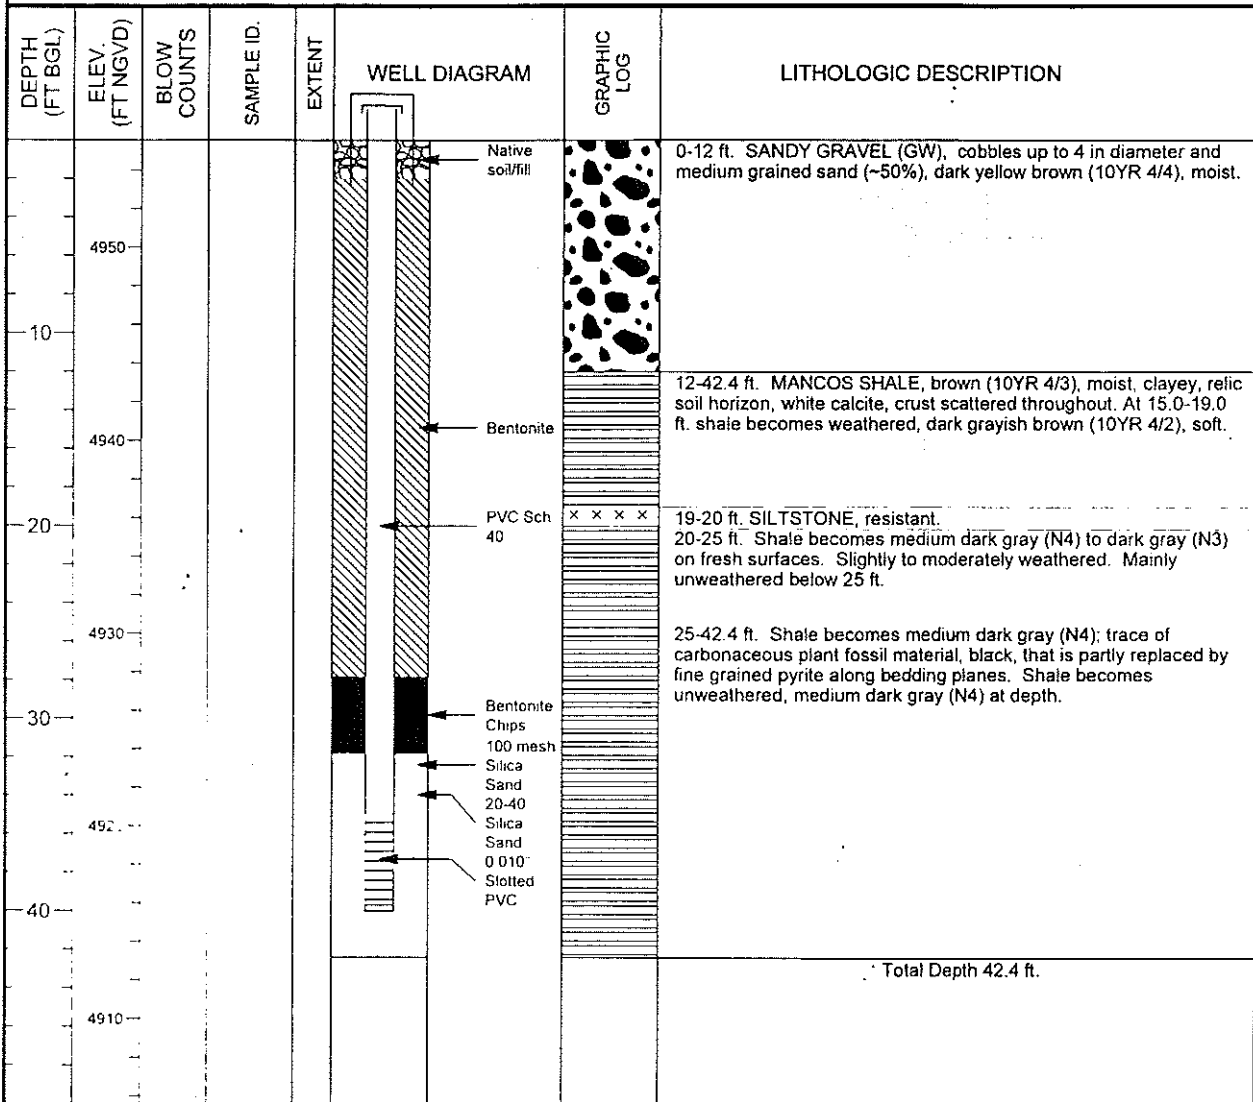 DEPTH
(FT BGL)
ELEV.
(FT NGVD)
BLOW
COUNTS
SAMPLE ID.
EXTENT
WELL DIAGRAM
GRAPHIC
LOG
LITHOLOGIC DESCRIPTION
Native
soil/fill
0-12 ft. SANDY GRAVEL (GW), cobbles up to 4 in diameter and
medium grained sand (~50%), dark yellow brown (10YR 4/4), moist.
4950
10
12-42.4 ft. MANCOS SHALE, brown (10YR 4/3), moist, clayey, relic
soil horizon, white calcite, crust scattered throughout. At 15.0-19.0
ft. shale becomes weathered, dark grayish brown (10YR 4/2), soft.
Bentonite
4940
PVC Sch
40
20
× × × ×
19-20 ft. SILTSTONE, resistant.
20-25 ft. Shale becomes medium dark gray (N4) to dark gray (N3)
on fresh surfaces. Slightly to moderately weathered. Mainly
unweathered below 25 ft.
4930
25-42.4 ft. Shale becomes medium dark gray (N4); trace of
carbonaceous plant fossil material, black, that is partly replaced by
fine grained pyrite along bedding planes. Shale becomes
unweathered, medium dark gray (N4) at depth.
30
Bentonite
Chips
100 mesh
Silica
Sand
20-40
Silica
Sand
0 010"
Slotted
PVC
492
40
Total Depth 42.4 ft.
4910